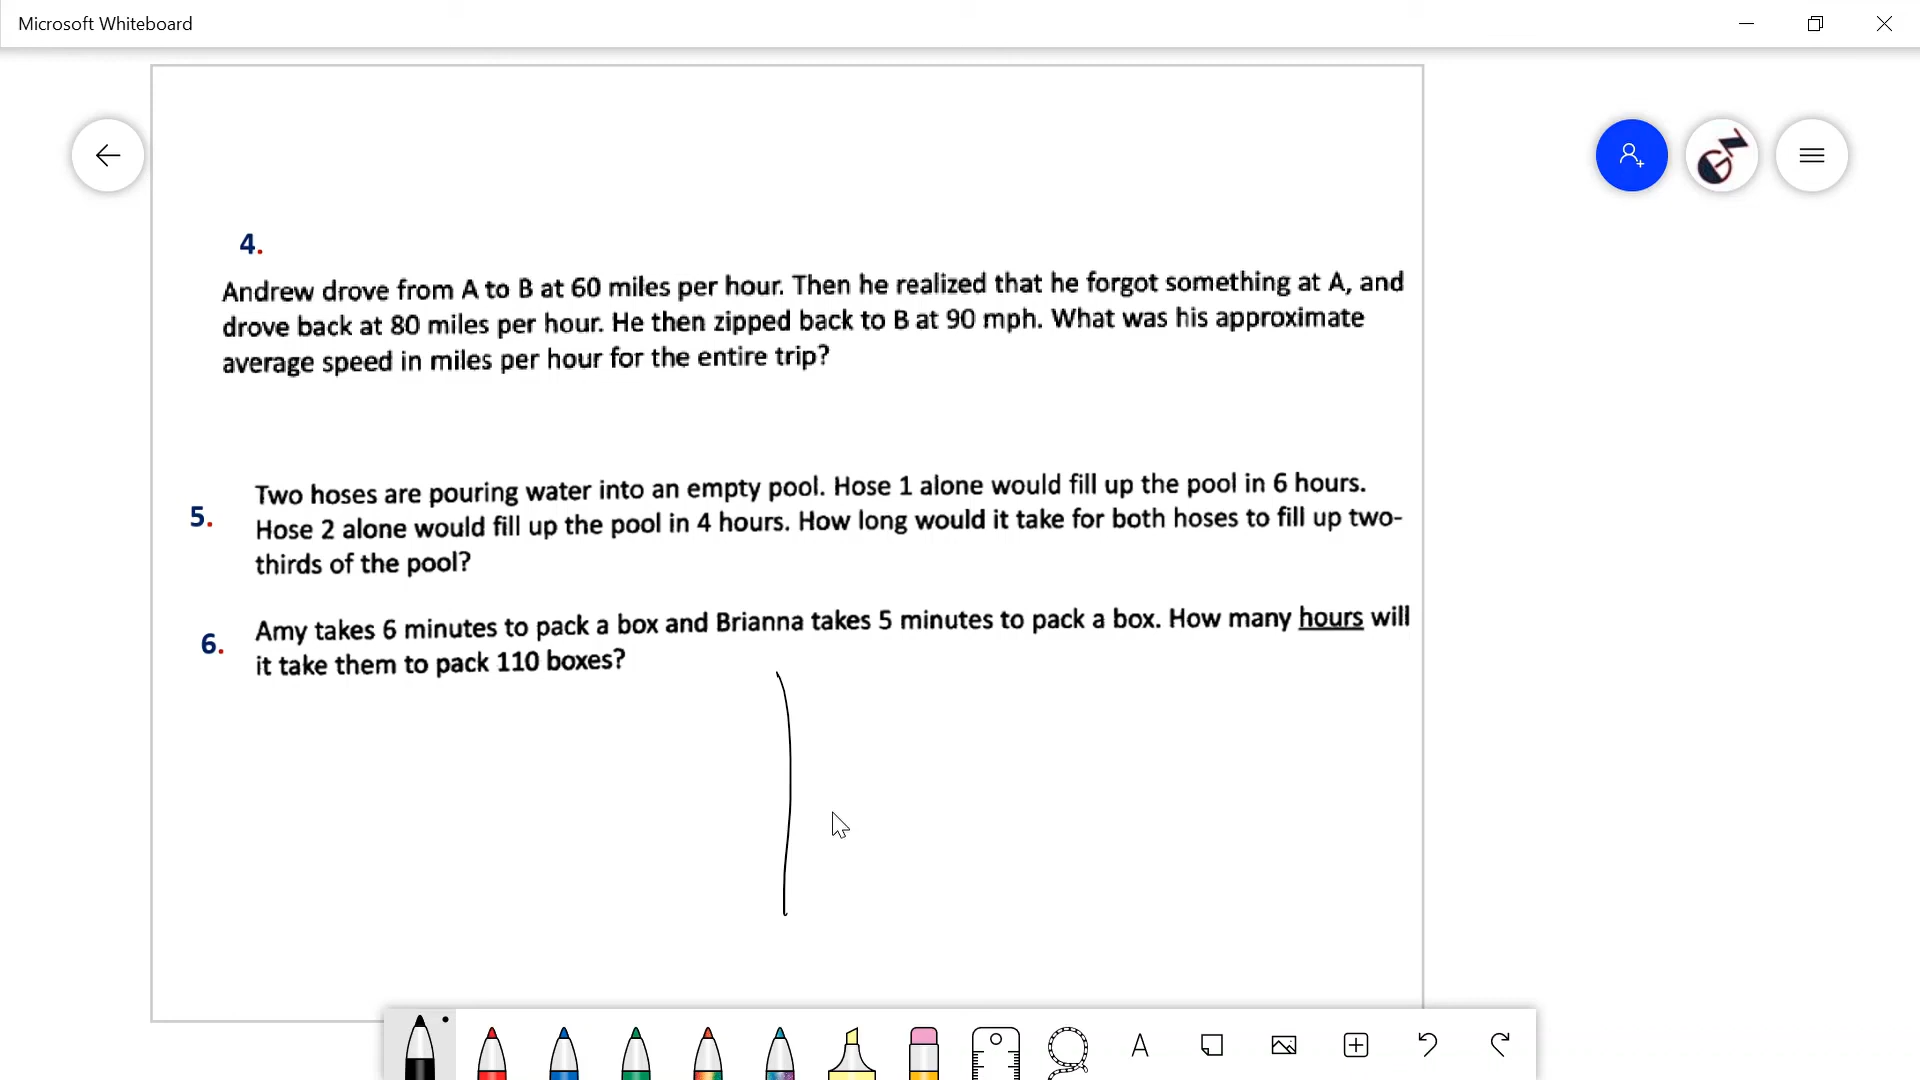 Microsoft Whiteboard
4.
Andrew drove from A to B at 60 miles per hour. Then he realized that he forgot something at A, and
drove back at 80 miles per hour. He then zipped back to B at 90 mph. What was his approximate
average speed in miles per hour for the entire trip?
5.
Two hoses are pouring water into an empty pool. Hose 1 alone would fill up the pool in 6 hours.
Hose 2 alone would fill up the pool in 4 hours. How long would it take for both hoses to fill up two-
thirds of the pool?
6.
Amy takes 6 minutes to pack a box and Brianna takes 5 minutes to pack a box. How many hours will
it take them to pack 110 boxes?